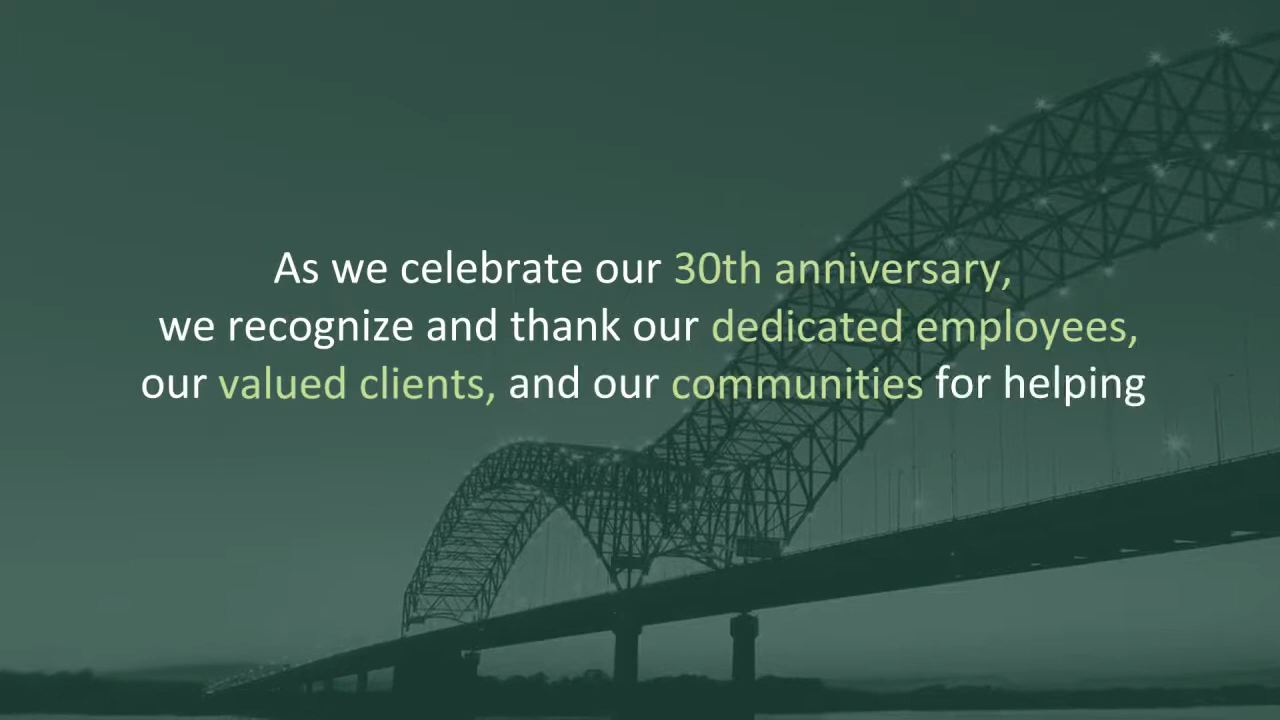 As we celebrate our 30th anniversary,
we recognize and thank our dedicated employees,
our valued clients, and our communities for helping